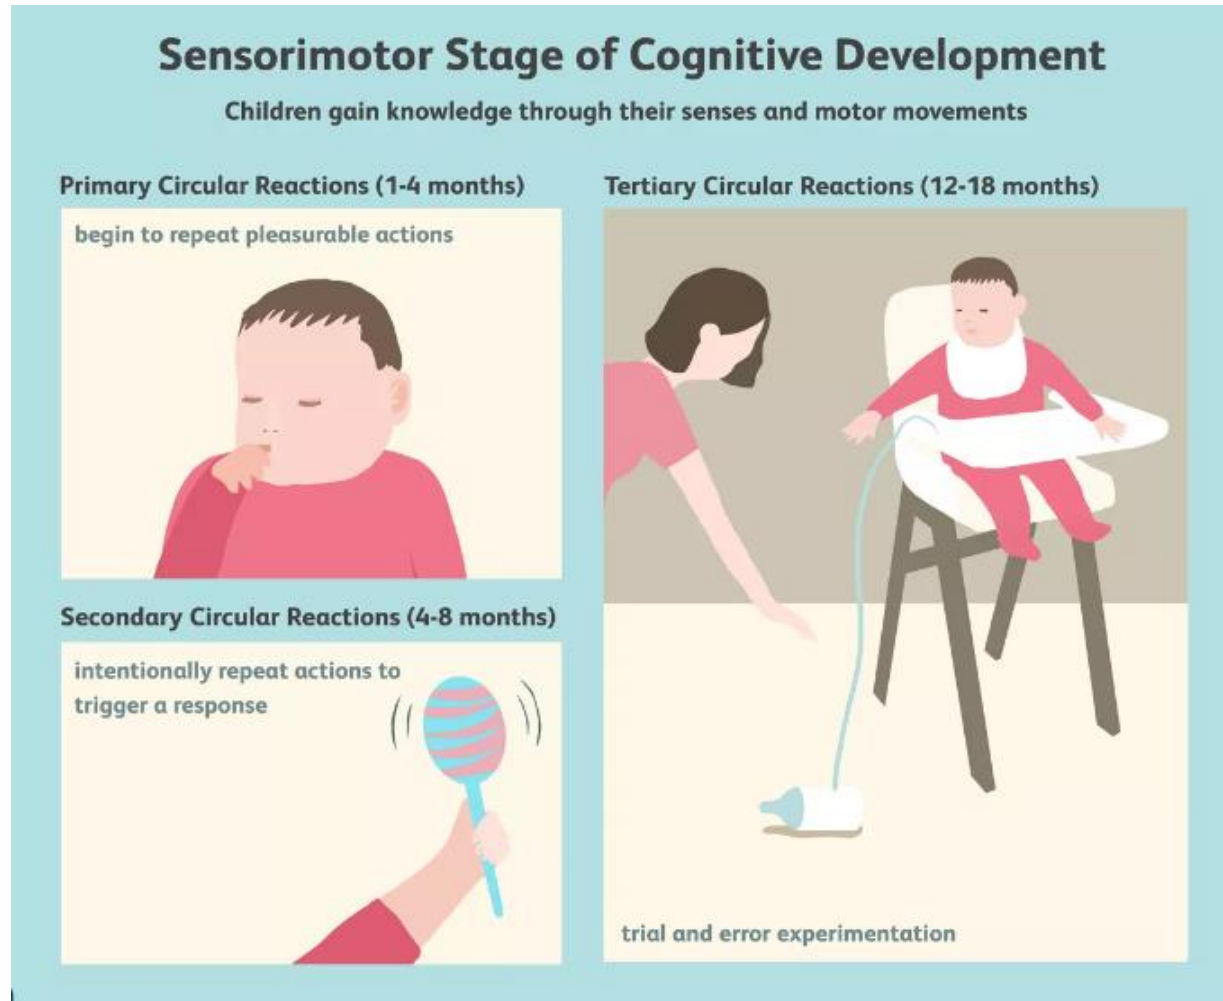 Sensorimotor Stage of Cognitive Development
Children gain knowledge through their senses and motor movements
Primary Circular Reactions (1-4 months)
begin to repeat pleasurable actions
Secondary Circular Reactions (4-8 months)
intentionally repeat actions to
trigger a response
Tertiary Circular Reactions (12-18 months)
trial and error experimentation